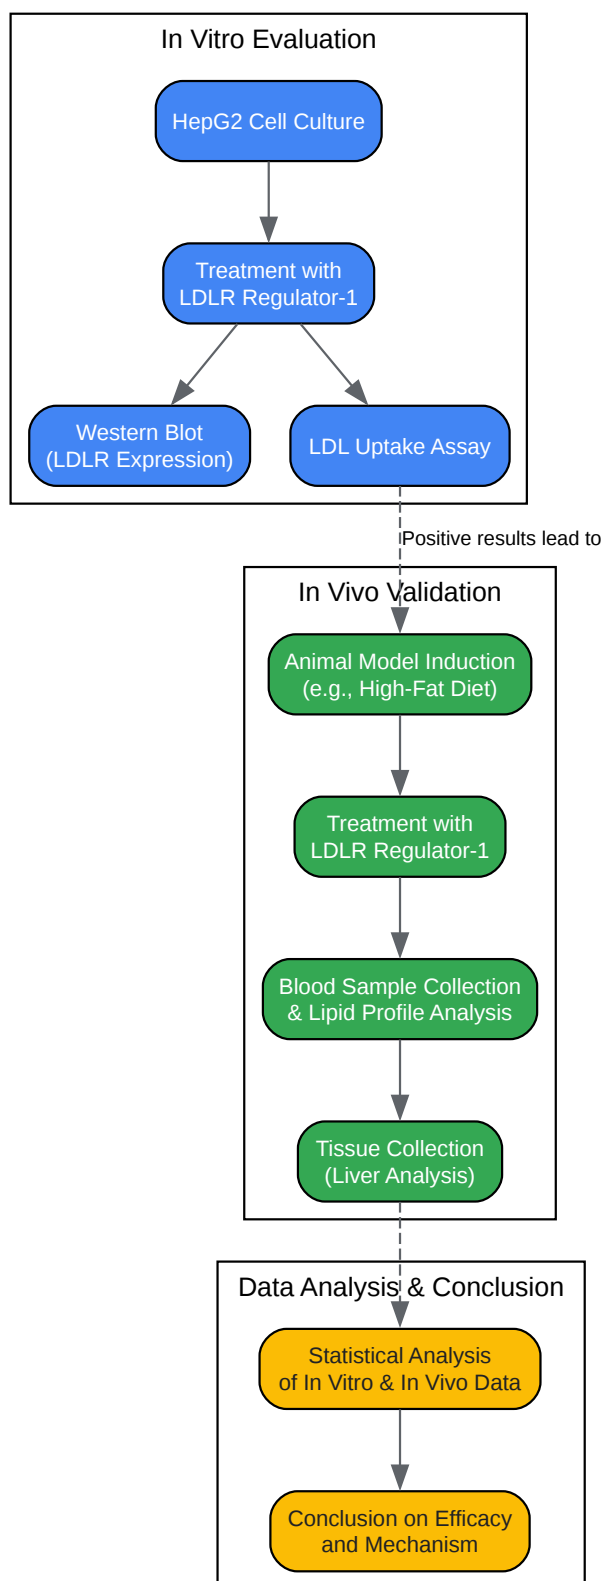 In Vitro Evaluation
HepG2 Cell Culture
Treatment with
LDLR Regulator-1
Western Blot
(LDLR Expression)
LDL Uptake Assay
Positive results lead to
In Vivo Validation
Animal Model Induction
(e.g., High-Fat Diet)
Treatment with
LDLR Regulator-1
Blood Sample Collection
& Lipid Profile Analysis
Tissue Collection
(Liver Analysis)
Data Analysis & Conclusion
Statistical Analysis
of In Vitro & In Vivo Data
Conclusion on Efficacy
and Mechanism